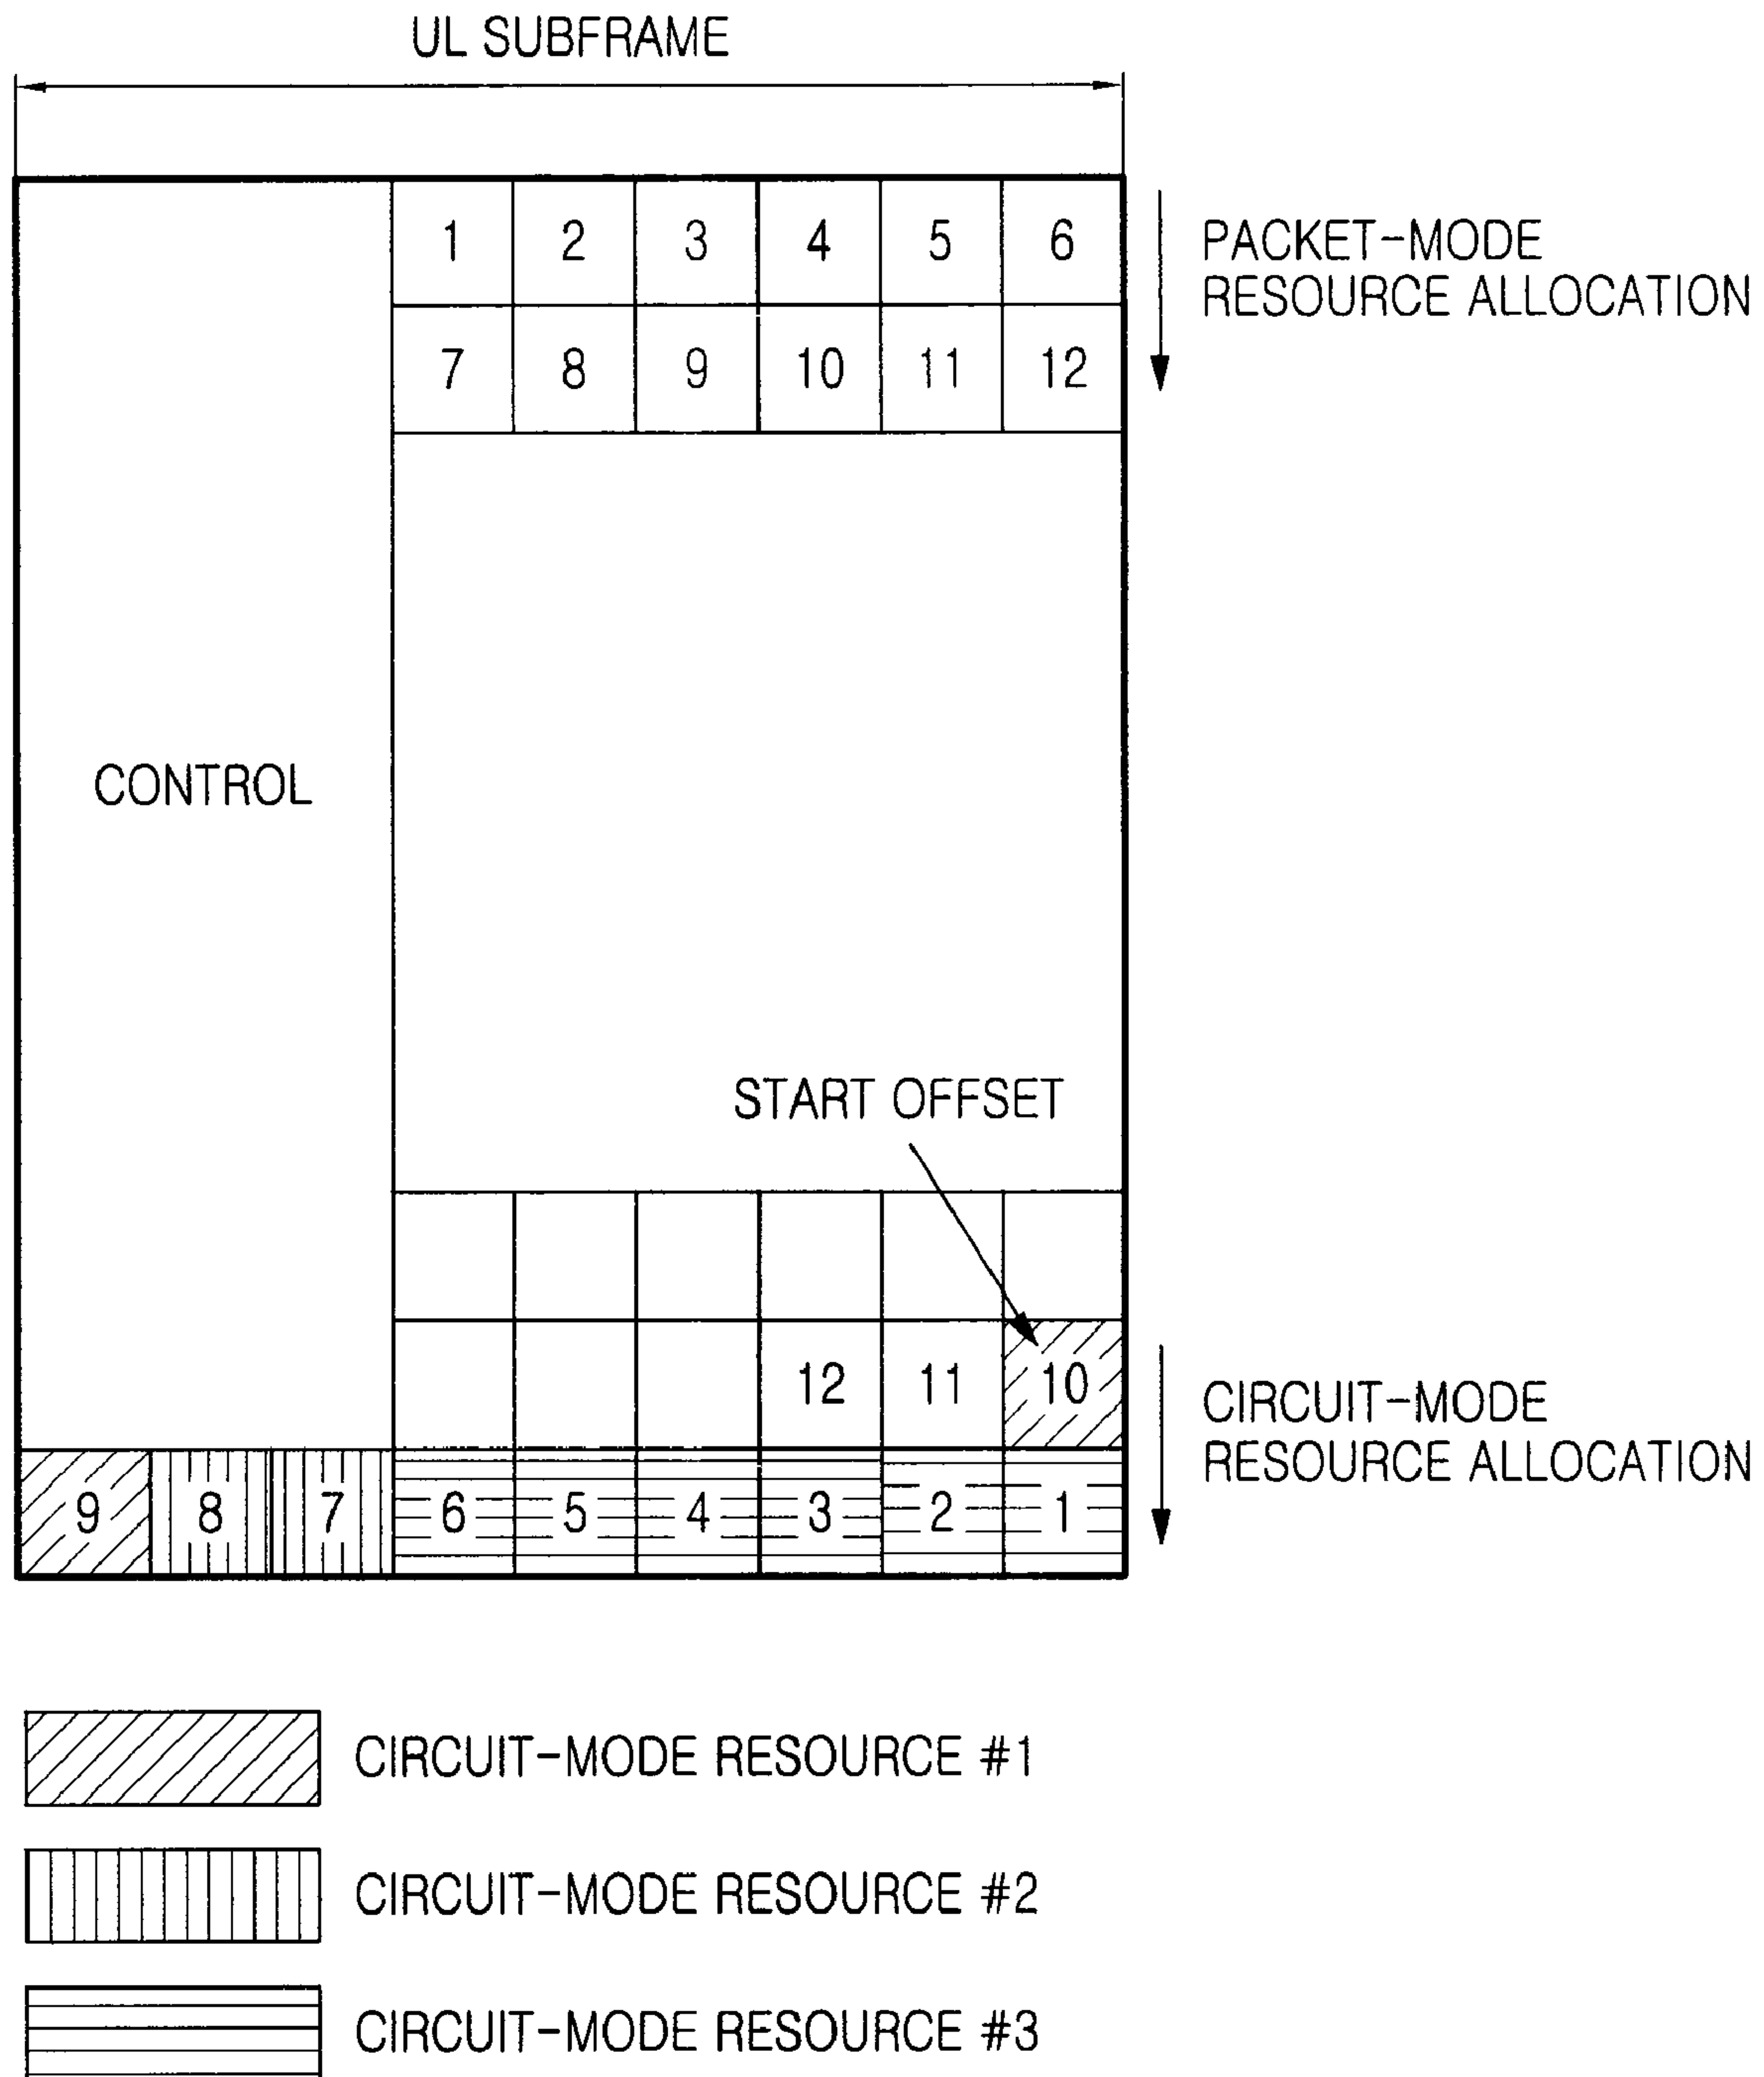 UL SUBFRAME
1 2 3 4 5 6
PACKET-MODE
RESOURCE ALLOCATION
7 8 9 10 11 12
CONTROL
START OFFSET
12 11 10
CIRCUIT-MODE
RESOURCE ALLOCATION
9 8 7 6 5 4 3 2 1
CIRCUIT-MODE RESOURCE #1
CIRCUIT-MODE RESOURCE #2
CIRCUIT-MODE RESOURCE #3